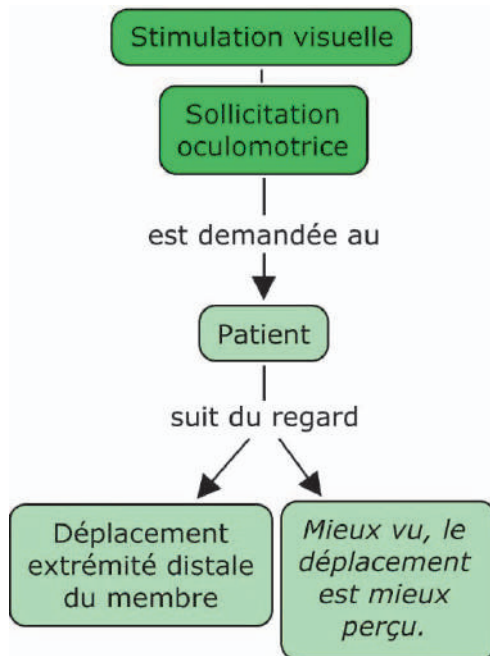 Stimulation visuelle
Sollicitation
oculomotrice
est demandée au
Patient
suit du regard
Déplacement
extrémité distale
du membre
Mieux vu, le
déplacement
est mieux
perçu.